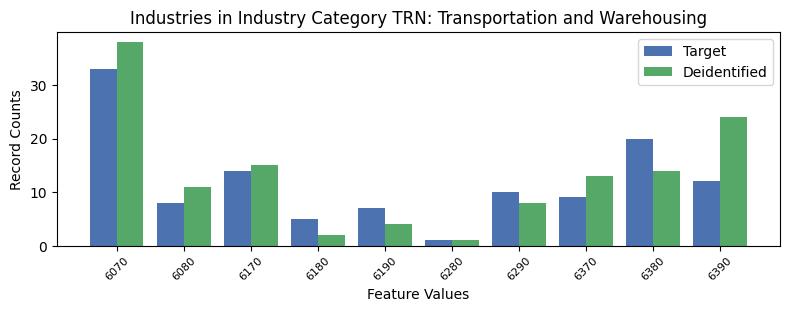 Industries in Industry Category TRN: Transportation and Warehousing
Target
Deidentified
Record Counts
30
20
10
0
6070
6080
6170
6180
6190
6280
6290
6370
6380
6390
Feature Values